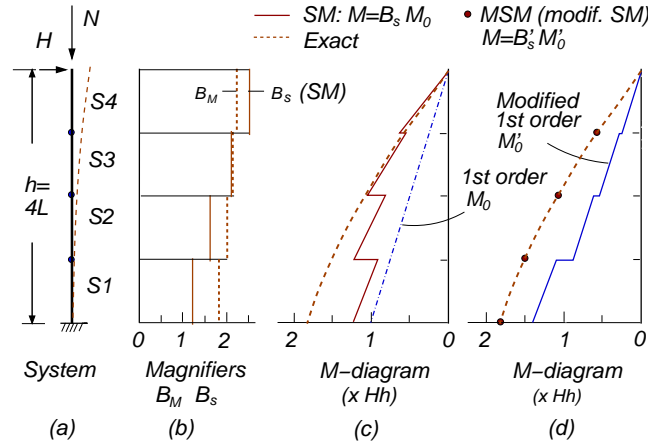 N
H
S4
S3
S2
S1
h=
4L
System
(a)
B_M
B_s (SM)
0 1 2
Magnifiers
B_M B_s
(b)
SM: M=B_s M_0
Exact
0
1st order
M_0
2 1 0
M-diagram
(x Hh)
(c)
MSM (modif. SM)
M=B'_s M'_0
0
Modified
1st order
M'_0
2 1 0
M-diagram
(x Hh)
(d)